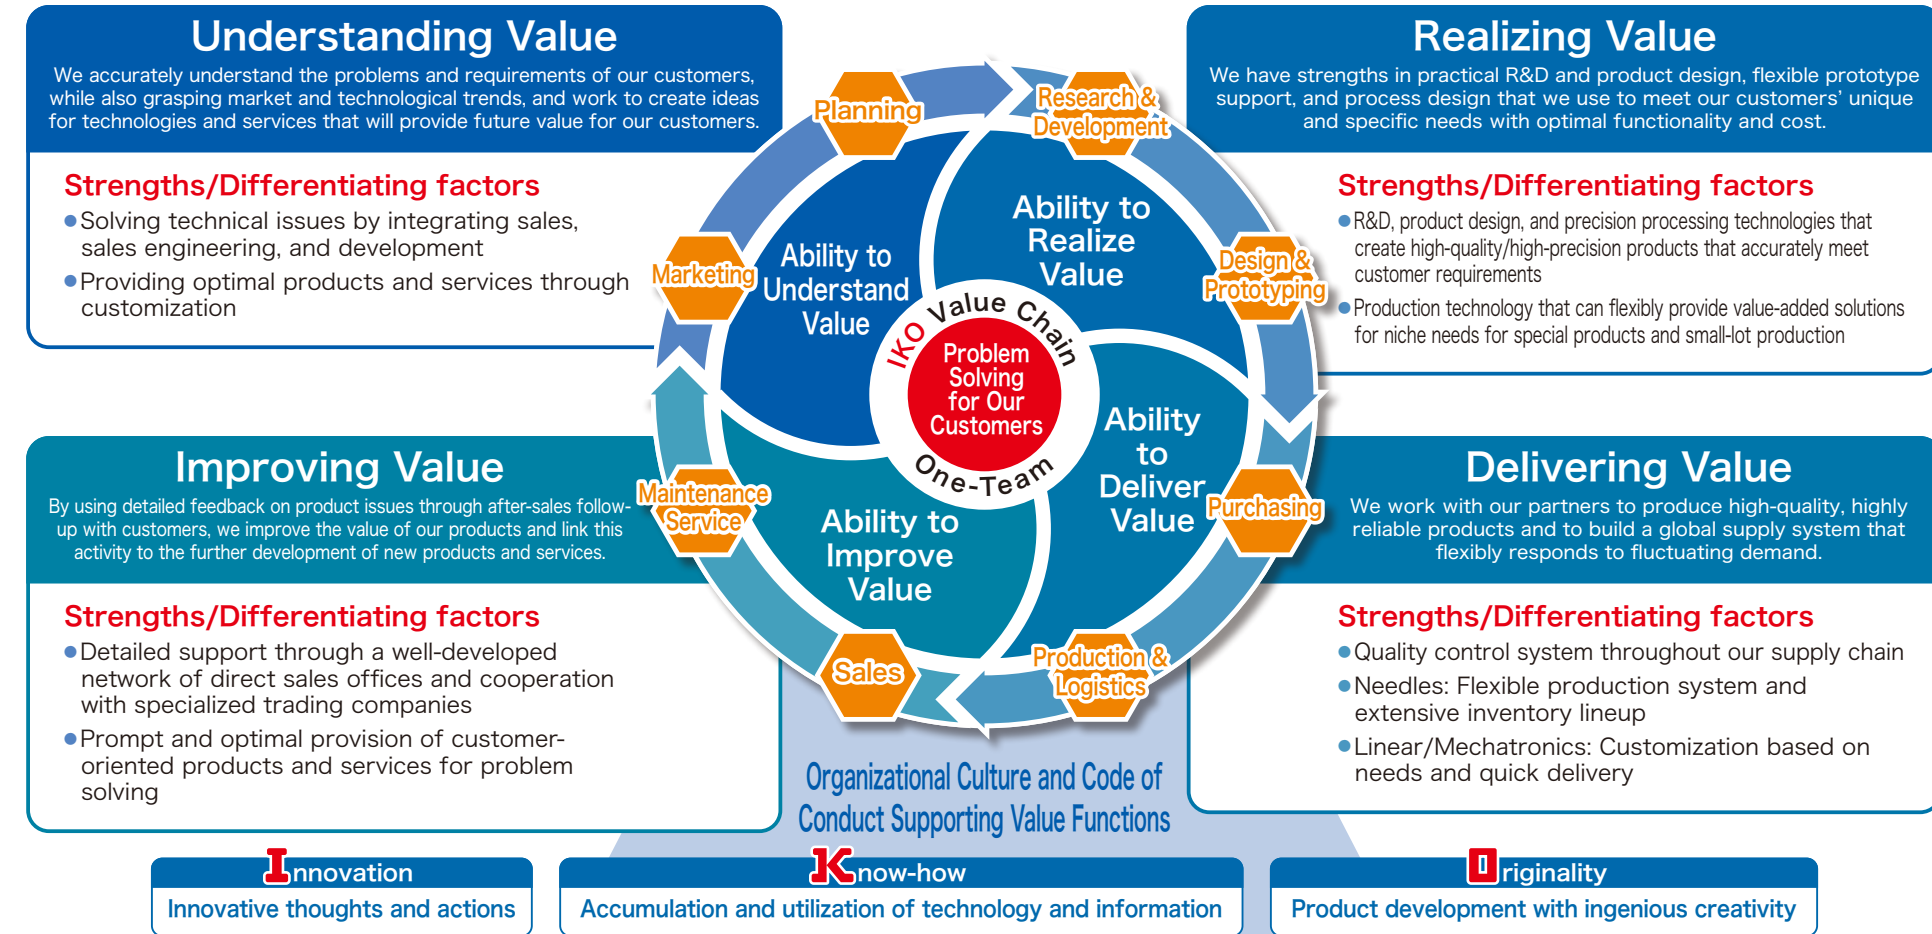 Understanding Value
We accurately understand the problems and requirements of our customers,
while also grasping market and technological trends, and work to create ideas
for technologies and services that will provide future value for our customers.
Strengths/Differentiating factors
●Solving technical issues by integrating sales,
sales engineering, and development
●Providing optimal products and services through
customization
Realizing Value
We have strengths in practical R&D and product design, flexible prototype
support, and process design that we use to meet our customers’ unique
and specific needs with optimal functionality and cost.
Strengths/Differentiating factors
●R&D, product design, and precision processing technologies that
create high-quality/high-precision products that accurately meet
customer requirements
●Production technology that can flexibly provide value-added solutions
for niche needs for special products and small-lot production
Planning
Research &
Development
Marketing
Design &
Prototyping
Maintenance
Service
Purchasing
Sales
Production &
Logistics
Ability to
Understand
Value
Ability to
Realize
Value
Ability
to
Deliver
Value
Ability to
Improve
Value
IKO Value Chain
Problem
Solving
for Our
Customers
One-Team
Improving Value
By using detailed feedback on product issues through after-sales follow-
up with customers, we improve the value of our products and link this
activity to the further development of new products and services.
Strengths/Differentiating factors
●Detailed support through a well-developed
network of direct sales offices and cooperation
with specialized trading companies
●Prompt and optimal provision of customer-
oriented products and services for problem
solving
Delivering Value
We work with our partners to produce high-quality, highly
reliable products and to build a global supply system that
flexibly responds to fluctuating demand.
Strengths/Differentiating factors
●Quality control system throughout our supply chain
●Needles: Flexible production system and
extensive inventory lineup
●Linear/Mechatronics: Customization based on
needs and quick delivery
Organizational Culture and Code of
Conduct Supporting Value Functions
Innovation
Innovative thoughts and actions
Know-how
Accumulation and utilization of technology and information
Originality
Product development with ingenious creativity